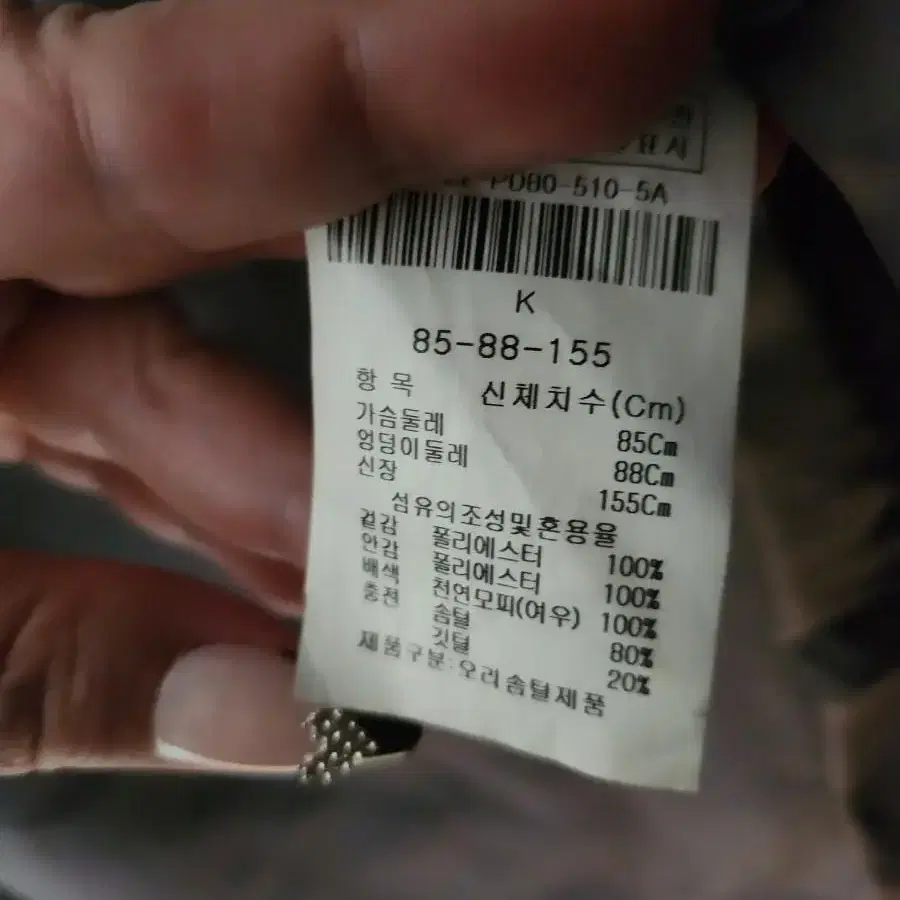 표시
PDB0-510-5A
K
85-88-155
항 목 신체치수(Cm)
가슴둘레 85Cm
엉덩이둘레 88Cm
신장 155Cm
섬유의조성및혼용율
겉감 폴리에스터 100%
안감 폴리에스터 100%
배색 천연모피(여우) 100%
충전 솜털 80%
깃털 20%
제품구분:오리솜털제품